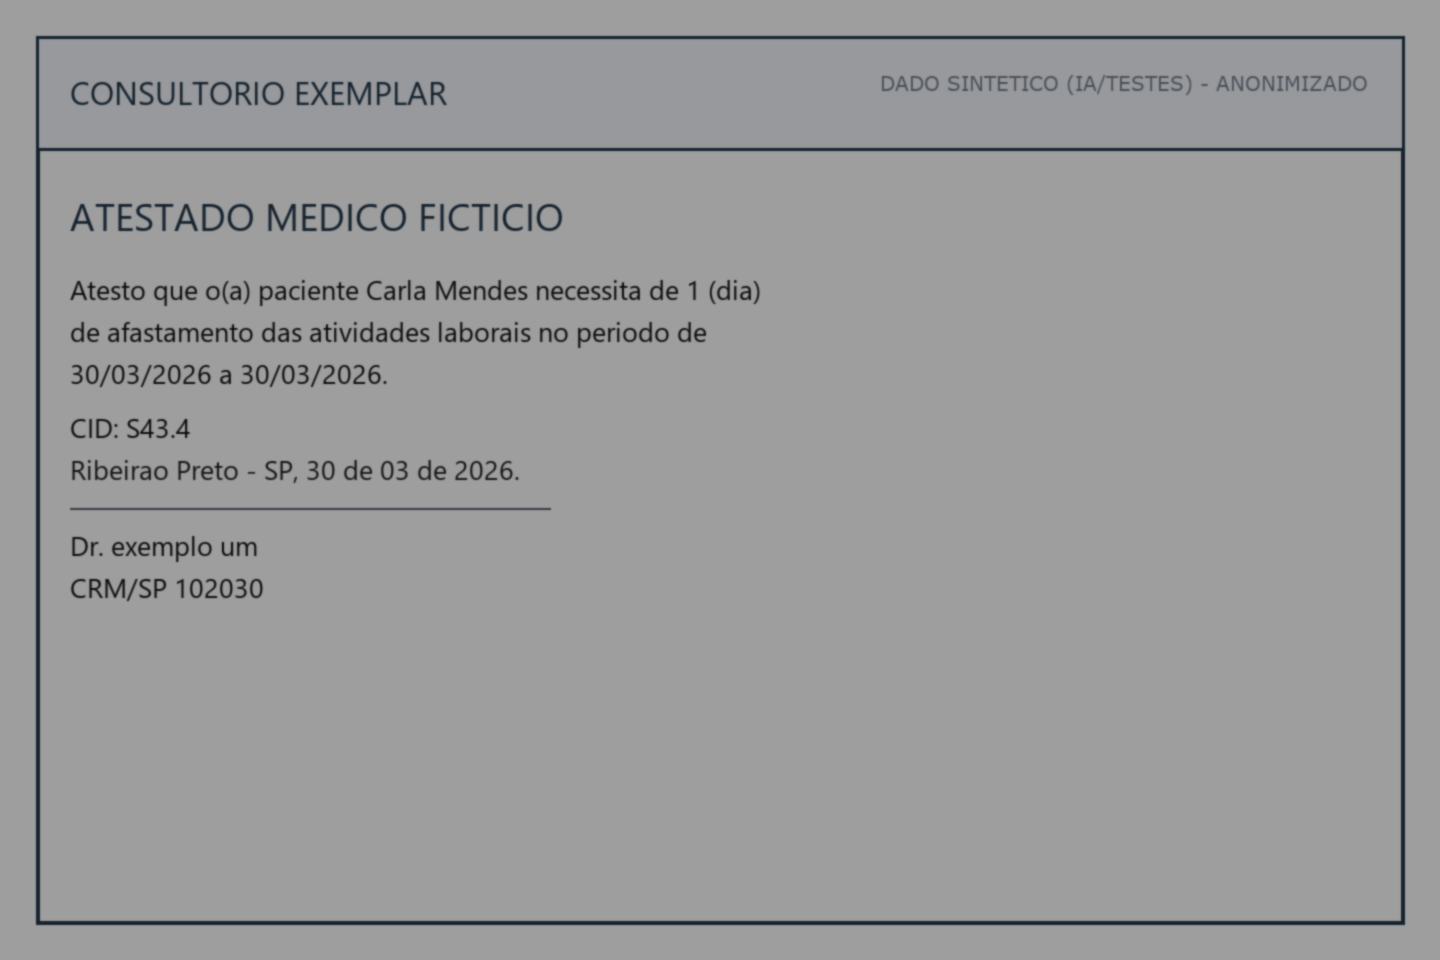 CONSULTORIO EXEMPLAR
DADO SINTETICO (IA/TESTES) - ANONIMIZADO
ATESTADO MEDICO FICTICIO
Atesto que o(a) paciente Carla Mendes necessita de 1 (dia)
de afastamento das atividades laborais no periodo de
30/03/2026 a 30/03/2026.
CID: S43.4
Ribeirao Preto - SP, 30 de 03 de 2026.
Dr. exemplo um
CRM/SP 102030